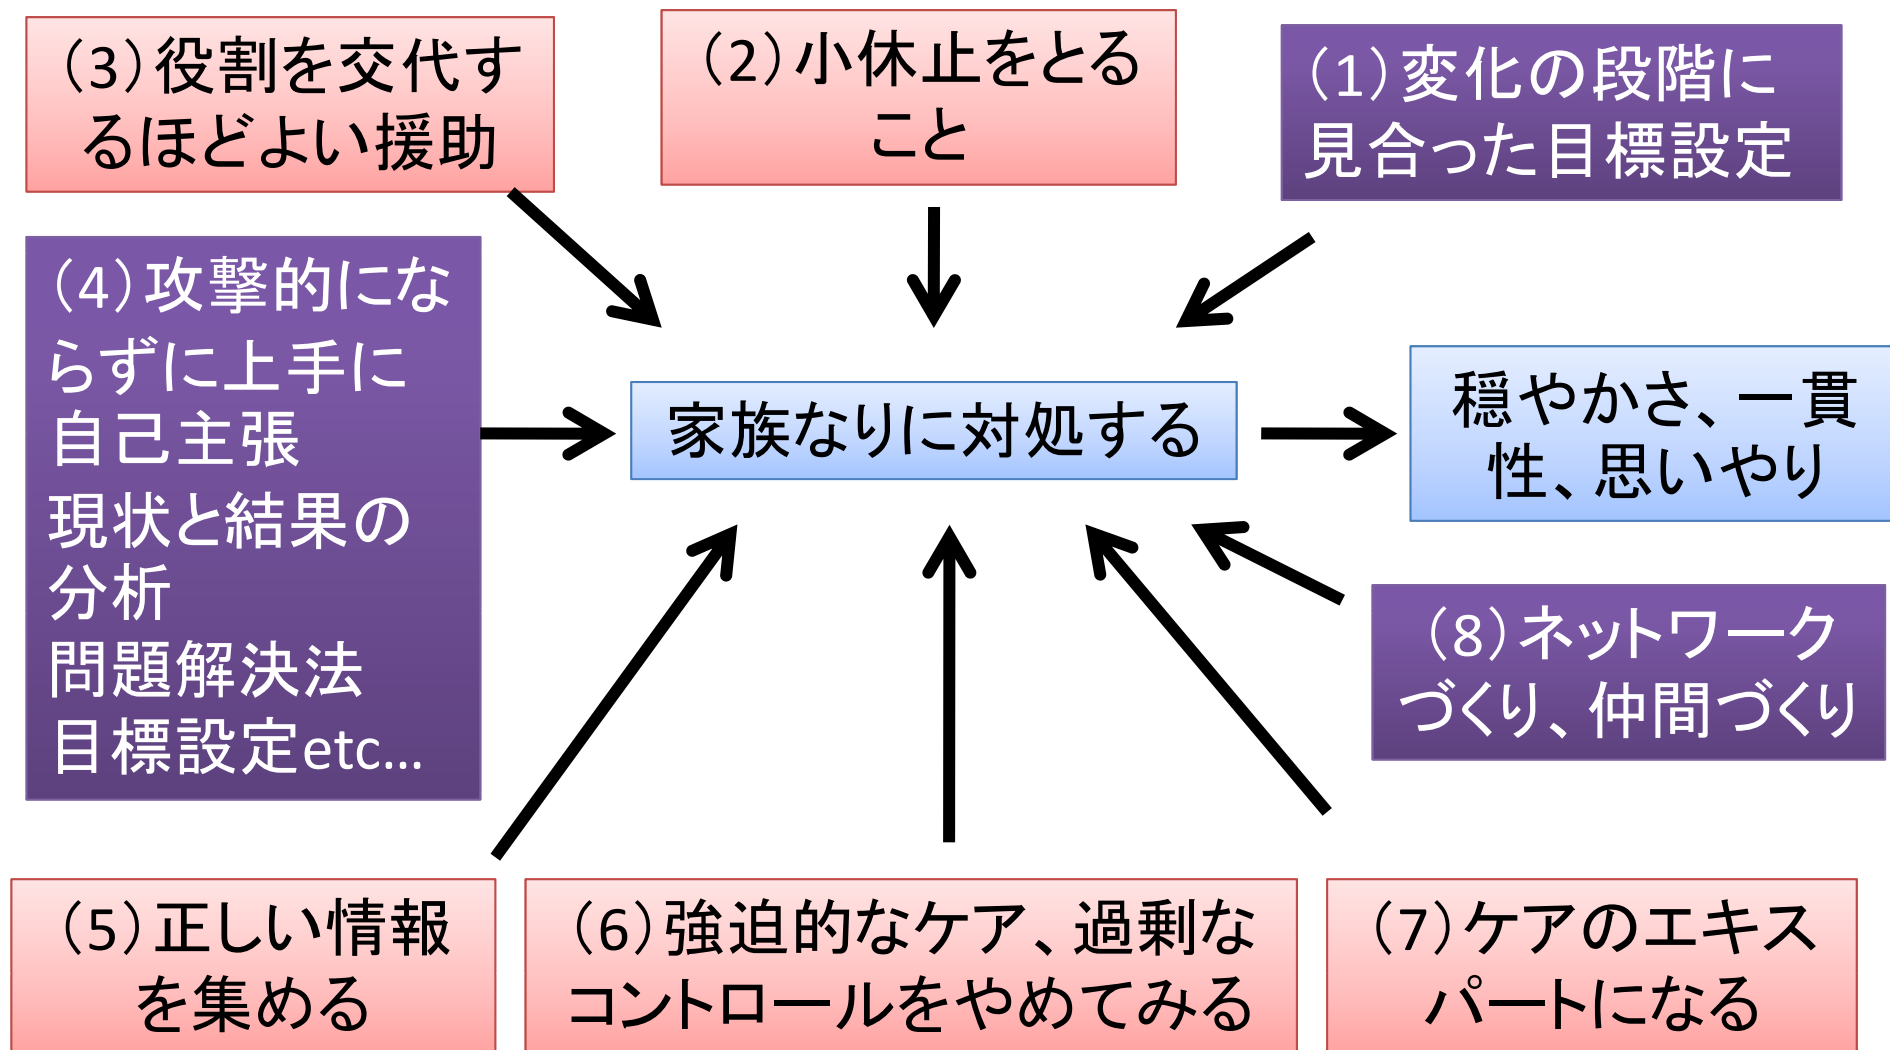 (3)役割を交代す
るほどよい援助
(2)小休止をとる
こと
(1)変化の段階に
見合った目標設定
(4)攻撃的にな
らずに上手に
自己主張
現状と結果の
分析
問題解決法
目標設定etc…
家族なりに対処する
穏やかさ、一貫
性、思いやり
(8)ネットワーク
づくり、仲間づくり
(5)正しい情報
を集める
(6)強迫的なケア、過剰な
コントロールをやめてみる
(7)ケアのエキス
パートになる